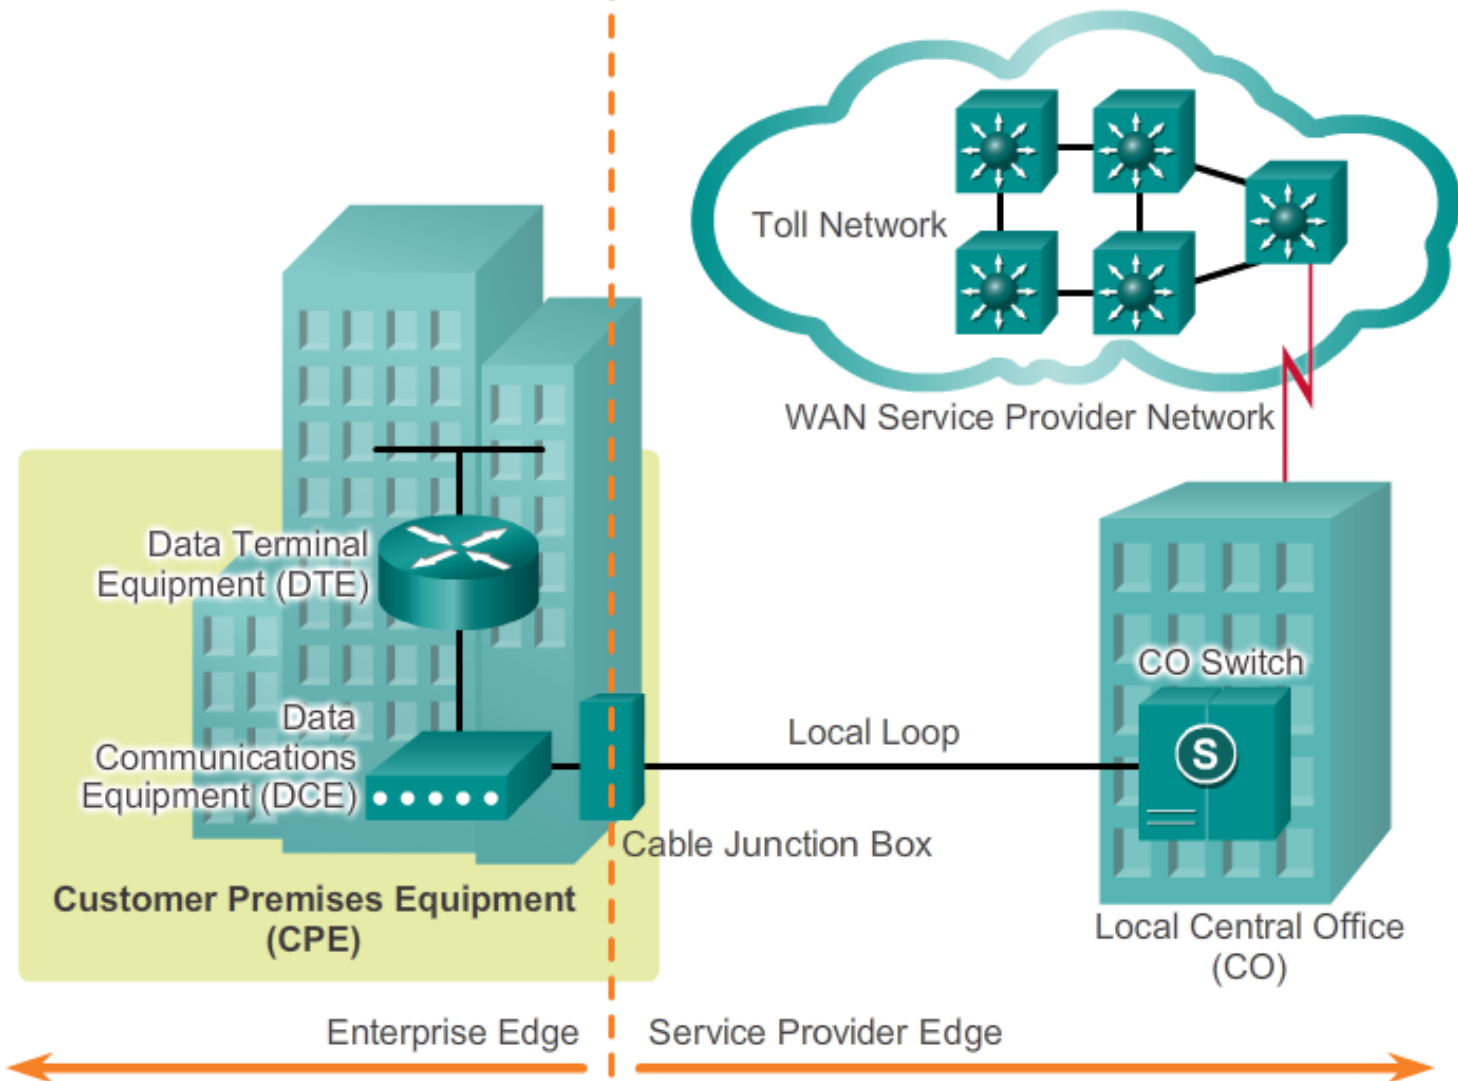 Toll Network
WAN Service Provider Network
Data Terminal
Equipment (DTE)
CO Switch
S
Data
Communications
Equipment (DCE)
Local Loop
Cable Junction Box
Customer Premises Equipment
(CPE)
Local Central Office
(CO)
Enterprise Edge
Service Provider Edge